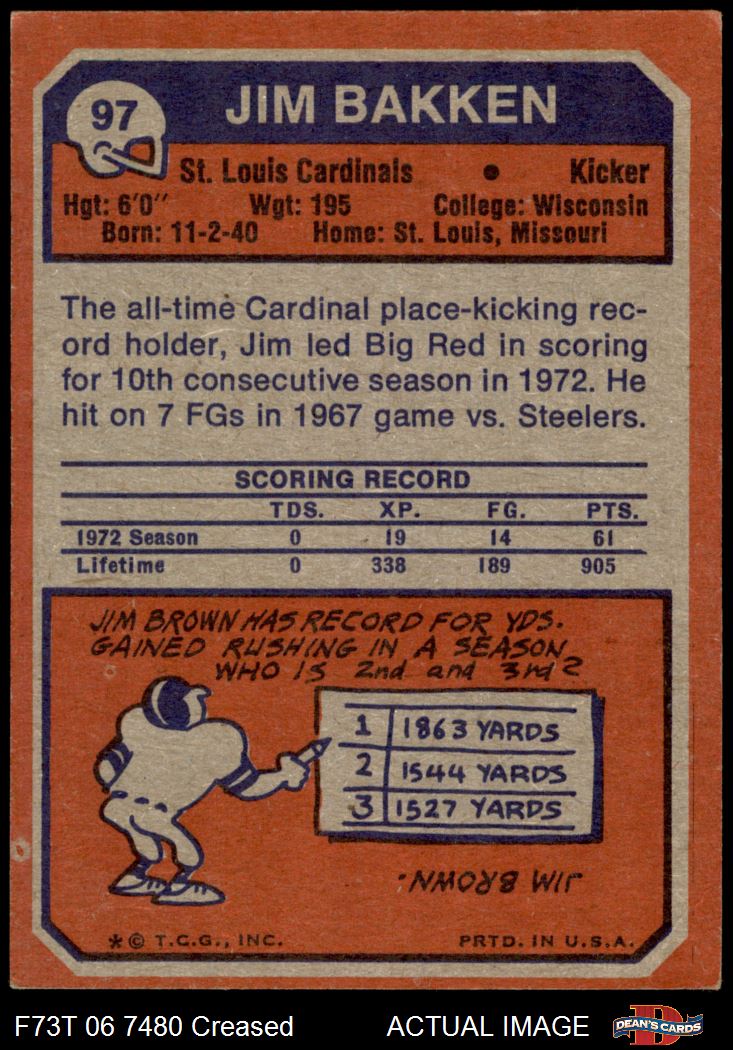 97
JIM BAKKEN
St. Louis Cardinals • Kicker
Hgt: 6'0" Wgt: 195 College: Wisconsin
Born: 11-2-40 Home: St. Louis, Missouri
The all-time Cardinal place-kicking rec-
ord holder, Jim led Big Red in scoring
for 10th consecutive season in 1972. He
hit on 7 FGs in 1967 game vs. Steelers.
SCORING RECORD
TDS. XP. FG. PTS.
1972 Season 0 19 14 61
Lifetime 0 338 189 905
JIM BROWN HAS RECORD FOR YDS.
GAINED RUSHING IN A SEASON
WHO IS 2nd and 3rd?
1 1863 YARDS
2 1544 YARDS
3 1527 YARDS
JIM BROWN.
* © T.C.G., INC. PRTD. IN U.S.A.
F73T 06 7480 Creased ACTUAL IMAGE
D
DEAN'S CARDS